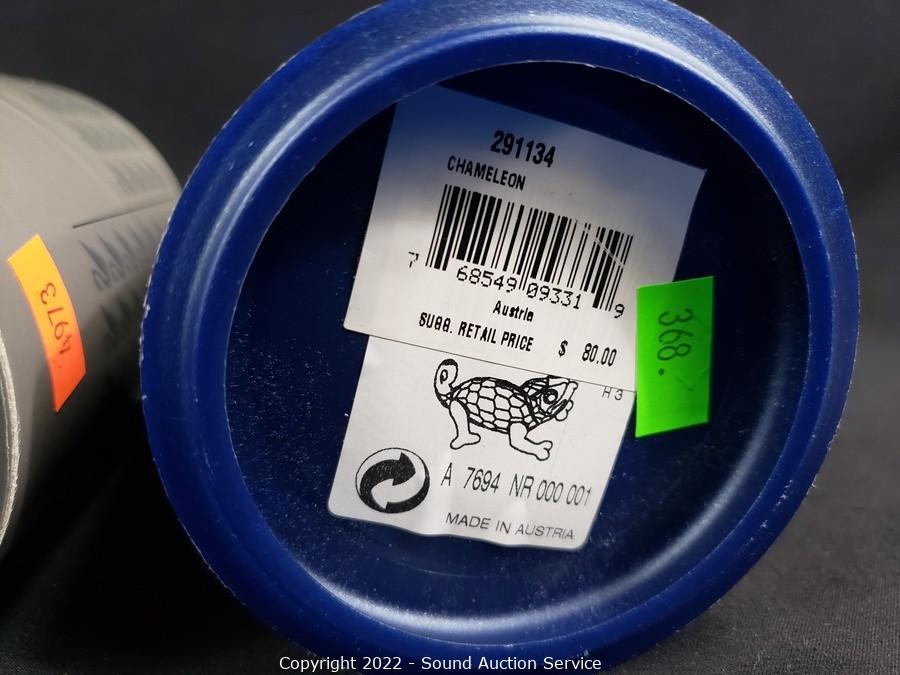 291134
CHAMELEON
7 68549 09331 9
Austria
SUGG. RETAIL PRICE $ 80.00
368.
H3
A 7694 NR 000 001
MADE IN AUSTRIA
4973
Copyright 2022 - Sound Auction Service